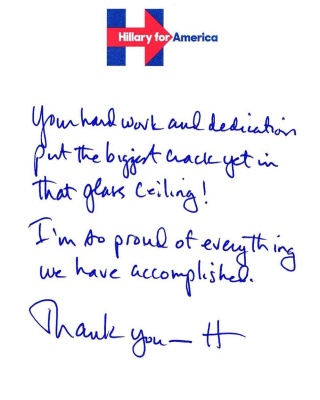 Hillary for America
Your hard work and dedication
put the biggest crack yet in
that glass ceiling!
I'm so proud of everything
we have accomplished.
Thank you — H